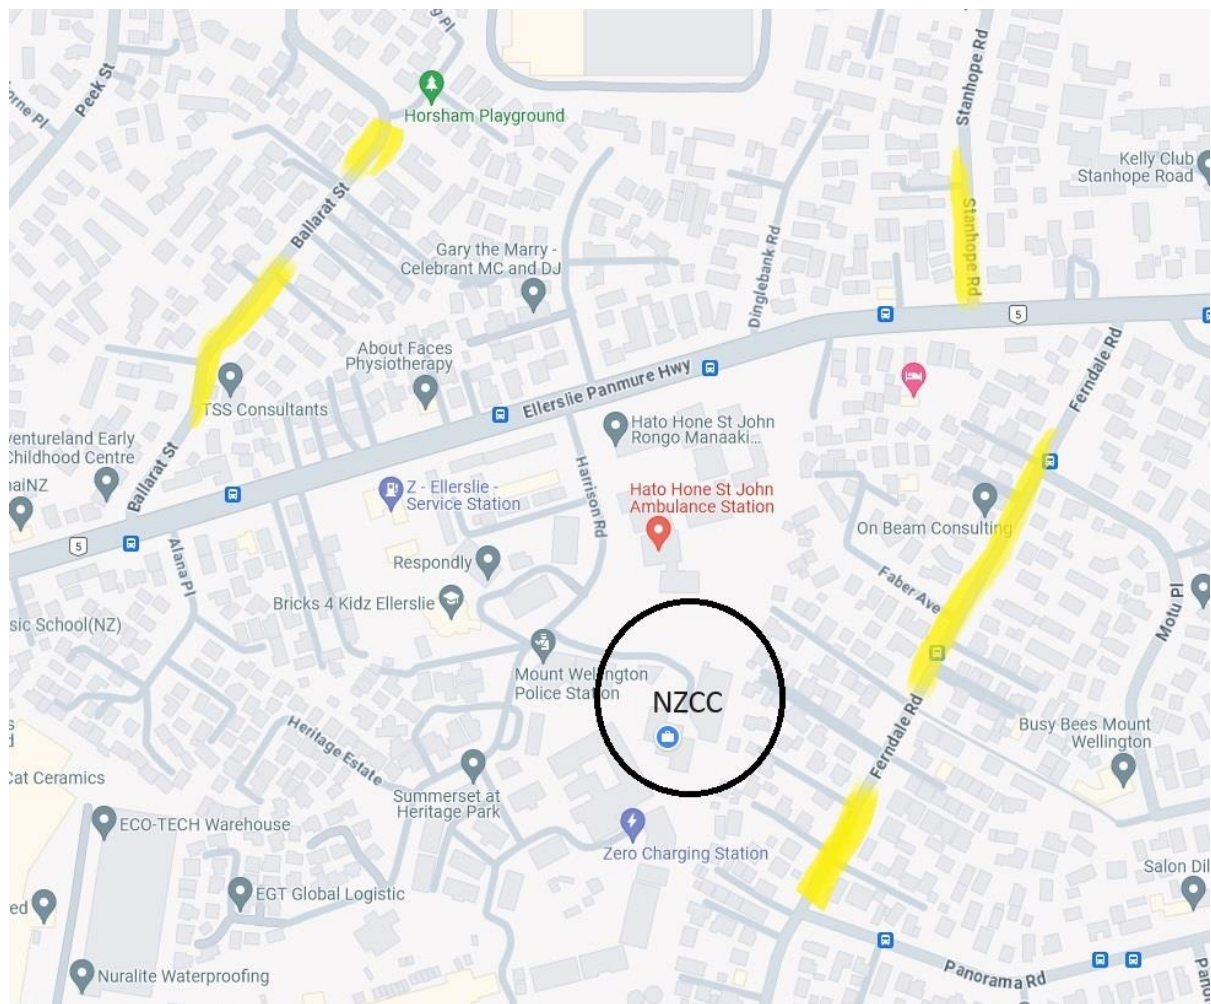 Peek St
Horsham Playground
Stanhope Rd
Kelly Club
Stanhope Road
Ballarat St
Stanhope Rd
Gary the Marry -
Celebrant MC and DJ
Dinglebank Rd
5
About Faces
Physiotherapy
Ellerslie Panmure Hwy
Ferndale Rd
TSS Consultants
Hato Hone St John
Rongo Manaaki...
Childhood Centre
Ballarat St
Harrison Rd
Z - Ellerslie -
Service Station
Hato Hone St John
Ambulance Station
On Beam Consulting
5
Alana Pl
Respondly
Faber Ave
Bricks 4 Kidz Ellerslie
Motu Pl
School(NZ)
Mount Wellington
Police Station
NZCC
Ferndale Rd
Heritage Estate
Busy Bees Mount
Wellington
Cat Ceramics
Summerset at
Heritage Park
ECO-TECH Warehouse
Zero Charging Station
Salon Dil
EGT Global Logistic
Panorama Rd
Nuralite Waterproofing